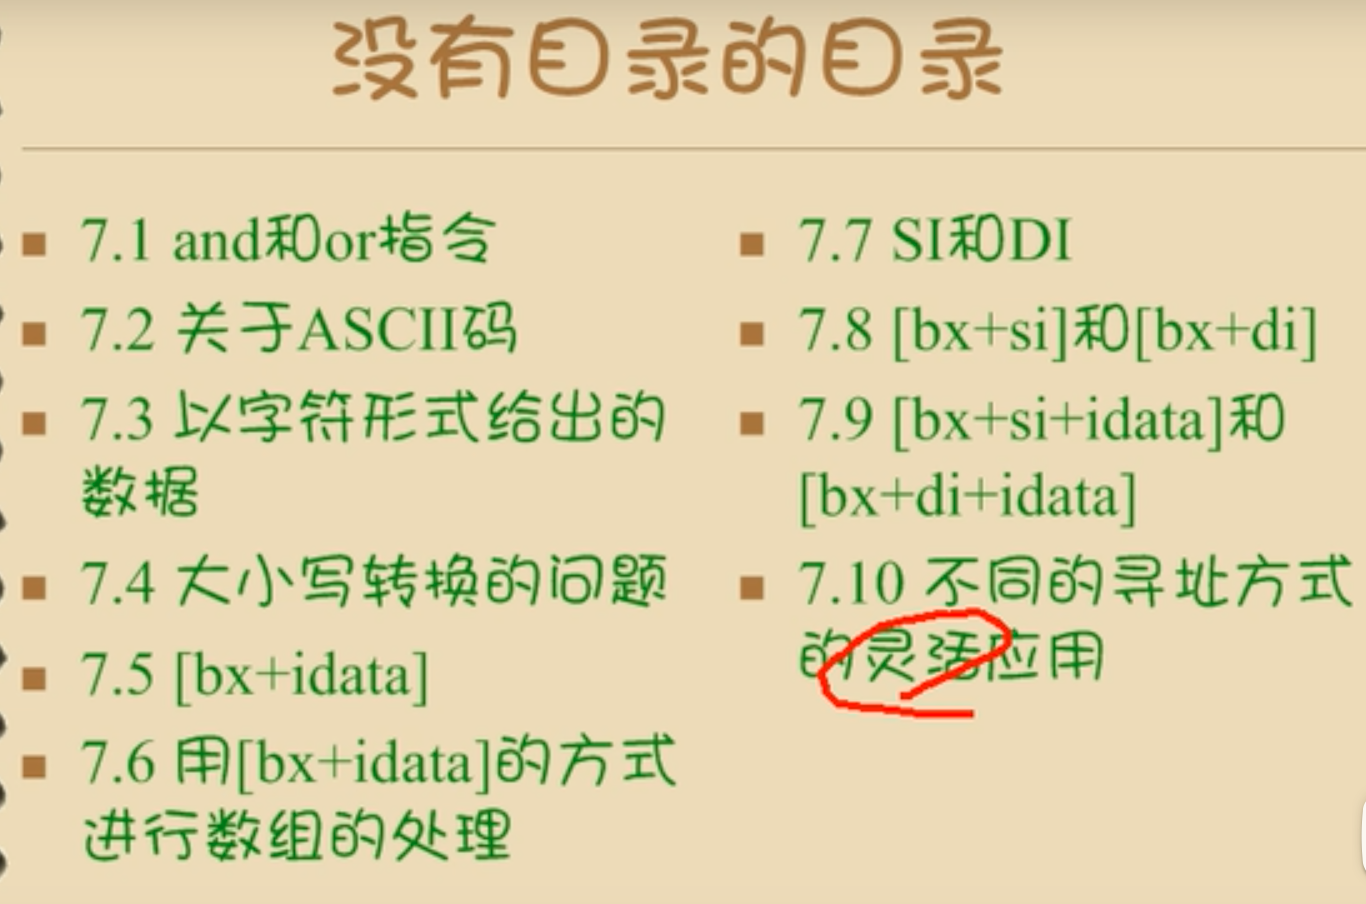 没有目录的目录
7.1 and和or指令
7.2 关于ASCII码
7.3 以字符形式给出的
数据
7.4 大小写转换的问题
7.5 [bx+idata]
7.6 用[bx+idata]的方式
进行数组的处理
7.7 SI和DI
7.8 [bx+si]和[bx+di]
7.9 [bx+si+idata]和
[bx+di+idata]
7.10 不同的寻址方式
的灵活应用